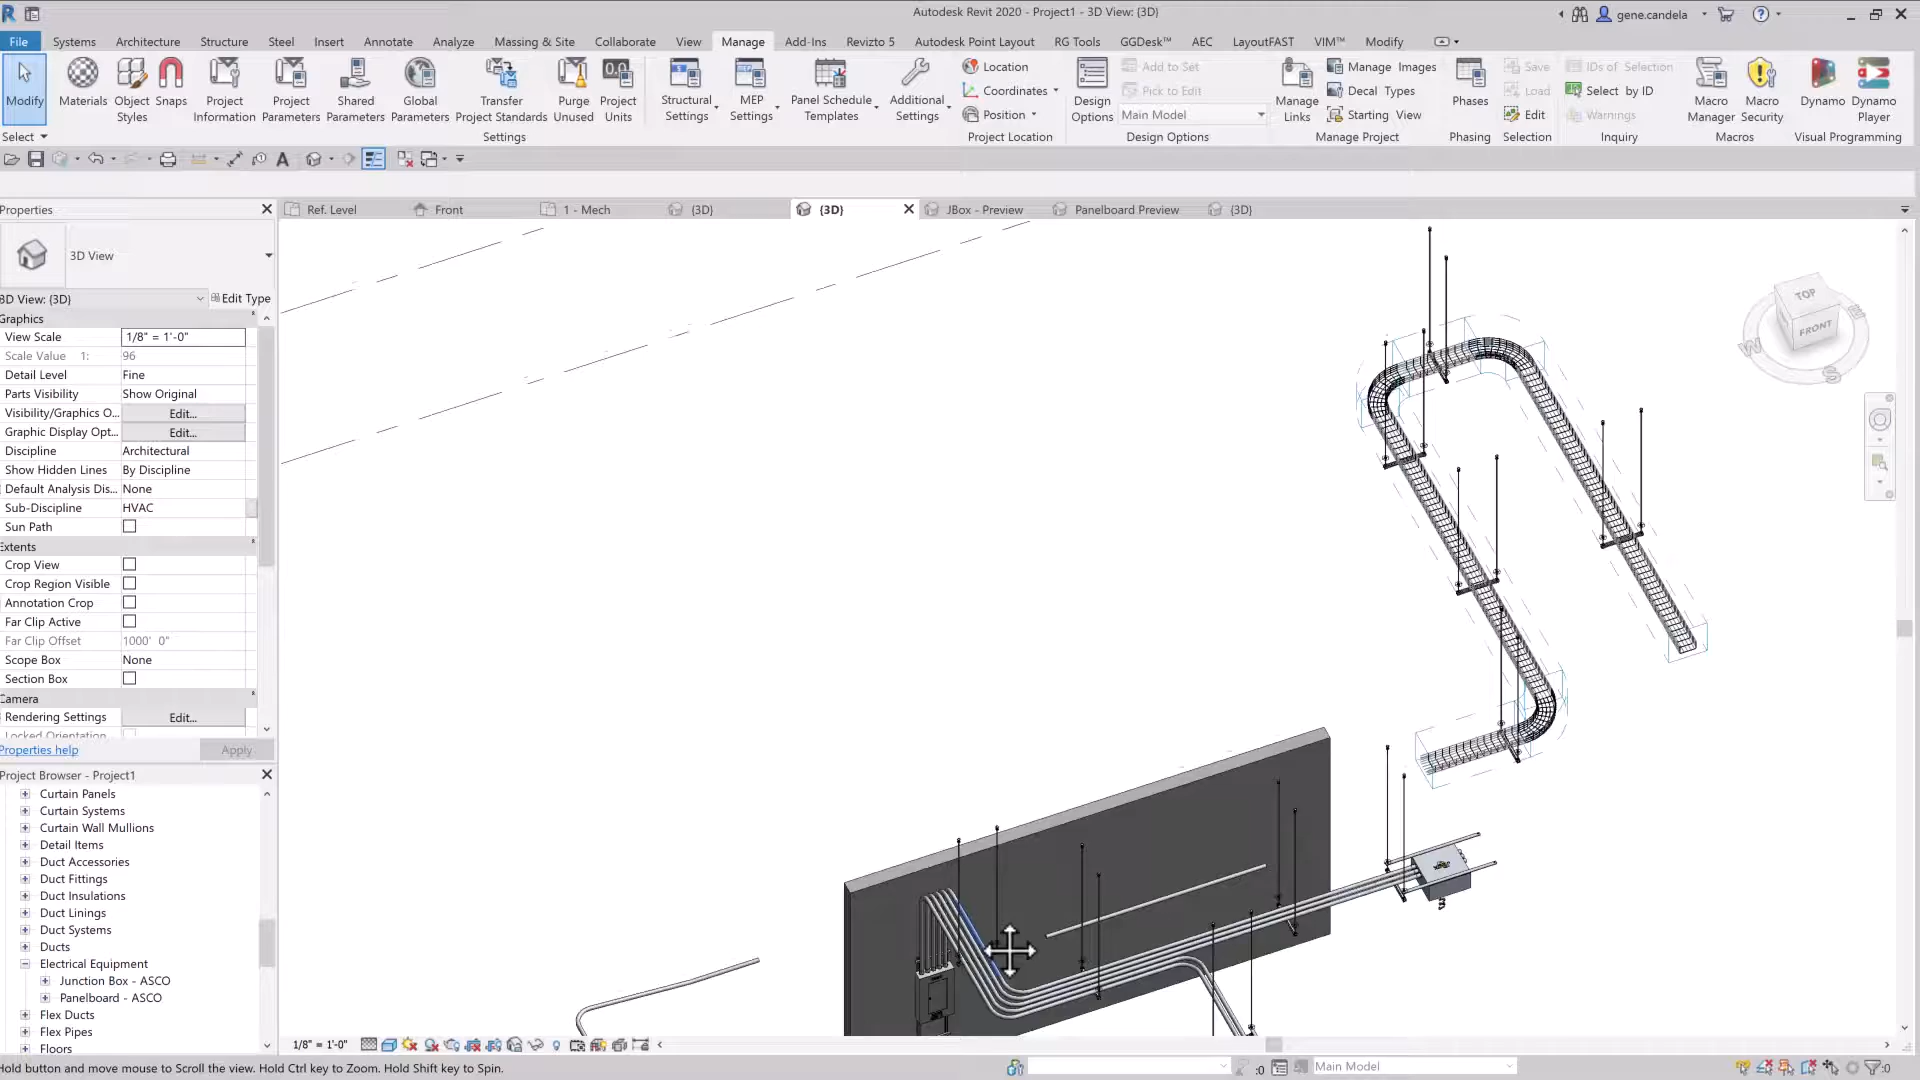 Autodesk Revit 2020 - Project1 - 3D View: {3D}
gene.candela
File Systems Architecture Structure Steel Insert Annotate Analyze Massing & Site Collaborate View Manage Add-Ins Revizto 5 Autodesk Point Layout RG Tools GGDesk™ AEC LayoutFAST VIM™ Modify
Modify
Materials
Object Styles
Snaps
Project Information
Project Parameters
Shared Parameters
Global Parameters
Transfer Project Standards
Purge Unused
Project Units
Structural Settings
MEP Settings
Panel Schedule Templates
Additional Settings
Location
Coordinates
Position
Design Options
Add to Set
Pick to Edit
Main Model
Manage Links
Manage Images
Decal Types
Starting View
Phases
Save
Load
Edit
IDs of Selection
Select by ID
Warnings
Macro Manager
Macro Security
Dynamo
Dynamo Player
Select Settings Project Location Design Options Manage Project Phasing Selection Inquiry Macros Visual Programming
Properties
Ref. Level Front 1 - Mech {3D} {3D} JBox - Preview Panelboard Preview {3D}
3D View
3D View: {3D} Edit Type
Graphics
View Scale 1/8" = 1'-0"
Scale Value 1: 96
Detail Level Fine
Parts Visibility Show Original
Visibility/Graphics O... Edit...
Graphic Display Opt... Edit...
Discipline Architectural
Show Hidden Lines By Discipline
Default Analysis Dis... None
Sub-Discipline HVAC
Sun Path
Extents
Crop View
Crop Region Visible
Annotation Crop
Far Clip Active
Far Clip Offset 1000' 0"
Scope Box None
Section Box
Camera
Rendering Settings Edit...
Locked Orientation
Properties help Apply
Project Browser - Project1
Curtain Panels
Curtain Systems
Curtain Wall Mullions
Detail Items
Duct Accessories
Duct Fittings
Duct Insulations
Duct Linings
Duct Systems
Ducts
Electrical Equipment
Junction Box - ASCO
Panelboard - ASCO
Flex Ducts
Flex Pipes
Floors
TOP
FRONT
W
S
E
1/8" = 1'-0"
Hold button and move mouse to Scroll the view. Hold Ctrl key to Zoom. Hold Shift key to Spin.
:0 Main Model :0